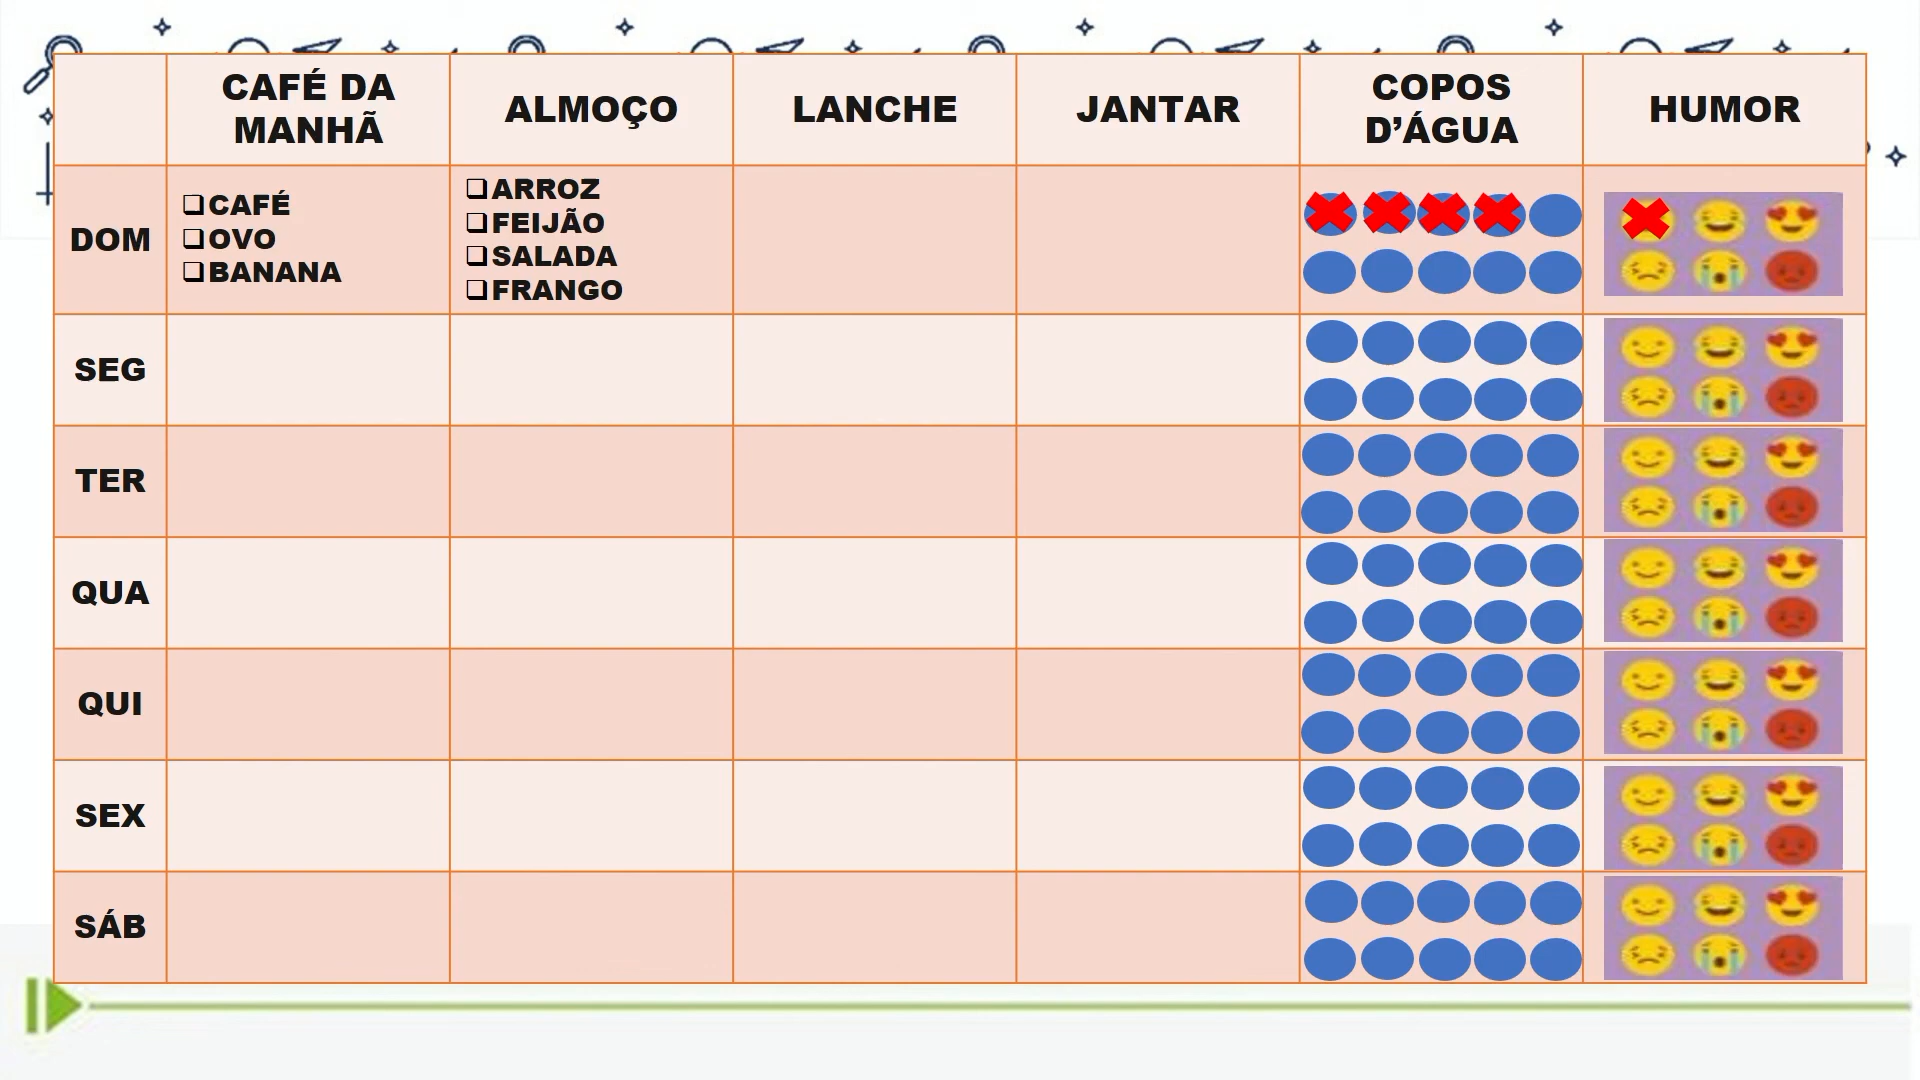 CAFÉ DA
MANHÃ
ALMOÇO
LANCHE
JANTAR
COPOS
D’ÁGUA
HUMOR
DOM
❑CAFÉ
❑OVO
❑BANANA
❑ARROZ
❑FEIJÃO
❑SALADA
❑FRANGO
SEG
TER
QUA
QUI
SEX
SÁB